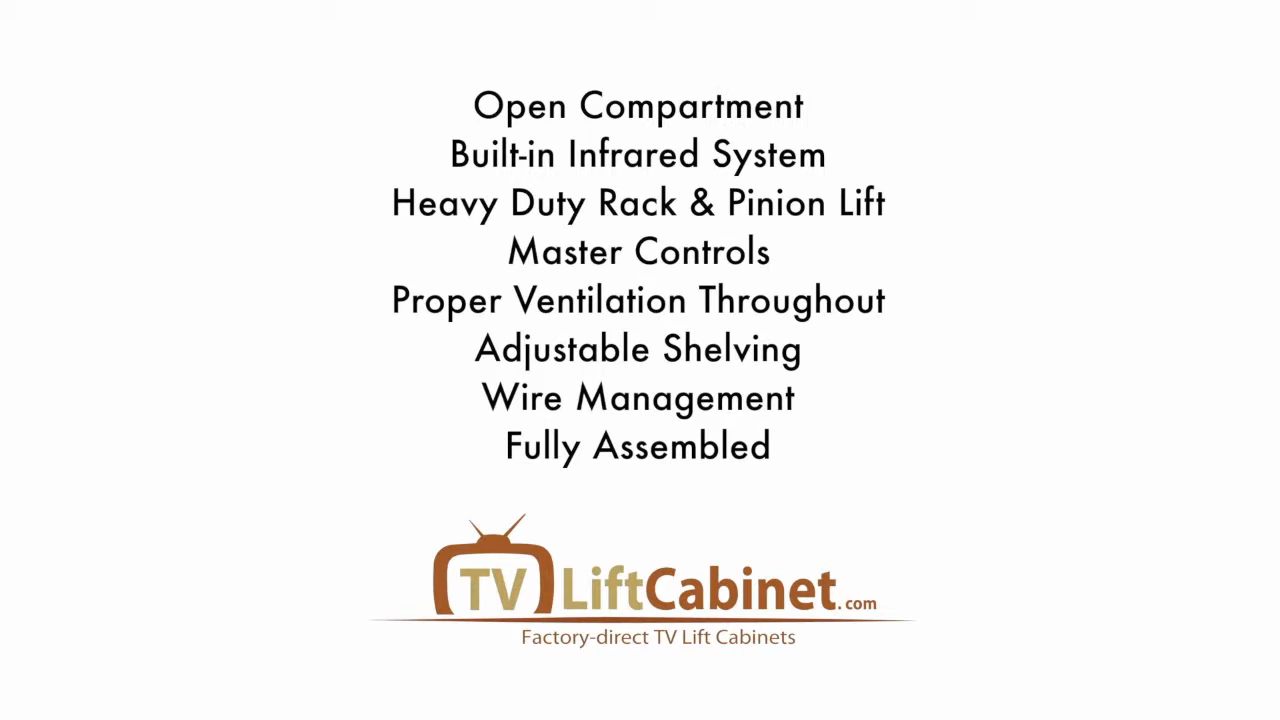 Open Compartment
Built-in Infrared System
Heavy Duty Rack & Pinion Lift
Master Controls
Proper Ventilation Throughout
Adjustable Shelving
Wire Management
Fully Assembled
TV LiftCabinet.com
Factory-direct TV Lift Cabinets